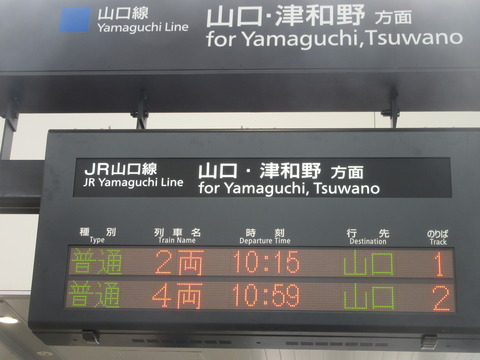 JR山口線 山口・津和野 方面
Yamaguchi Line for Yamaguchi,Tsuwano
JR山口線 山口・津和野 方面
JR Yamaguchi Line for Yamaguchi, Tsuwano
種別 列車名 時刻 行先 のりば
Type Train Name Departure Time Destination Track
普通 2両 10:15 山口 1
普通 4両 10:59 山口 2